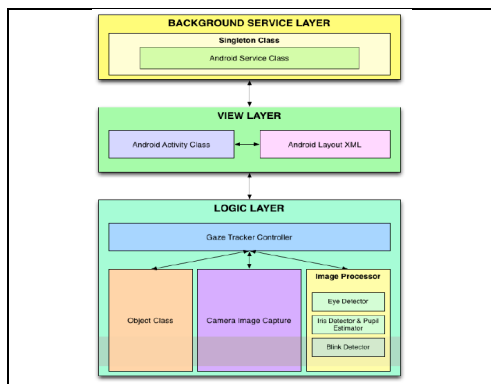 BACKGROUND SERVICE LAYER
Singleton Class
Android Service Class
VIEW LAYER
Android Activity Class
Android Layout XML
LOGIC LAYER
Gaze Tracker Controller
Object Class
Camera Image Capture
Image Processor
Eye Detector
Iris Detector & Pupil
Estimator
Blink Detector